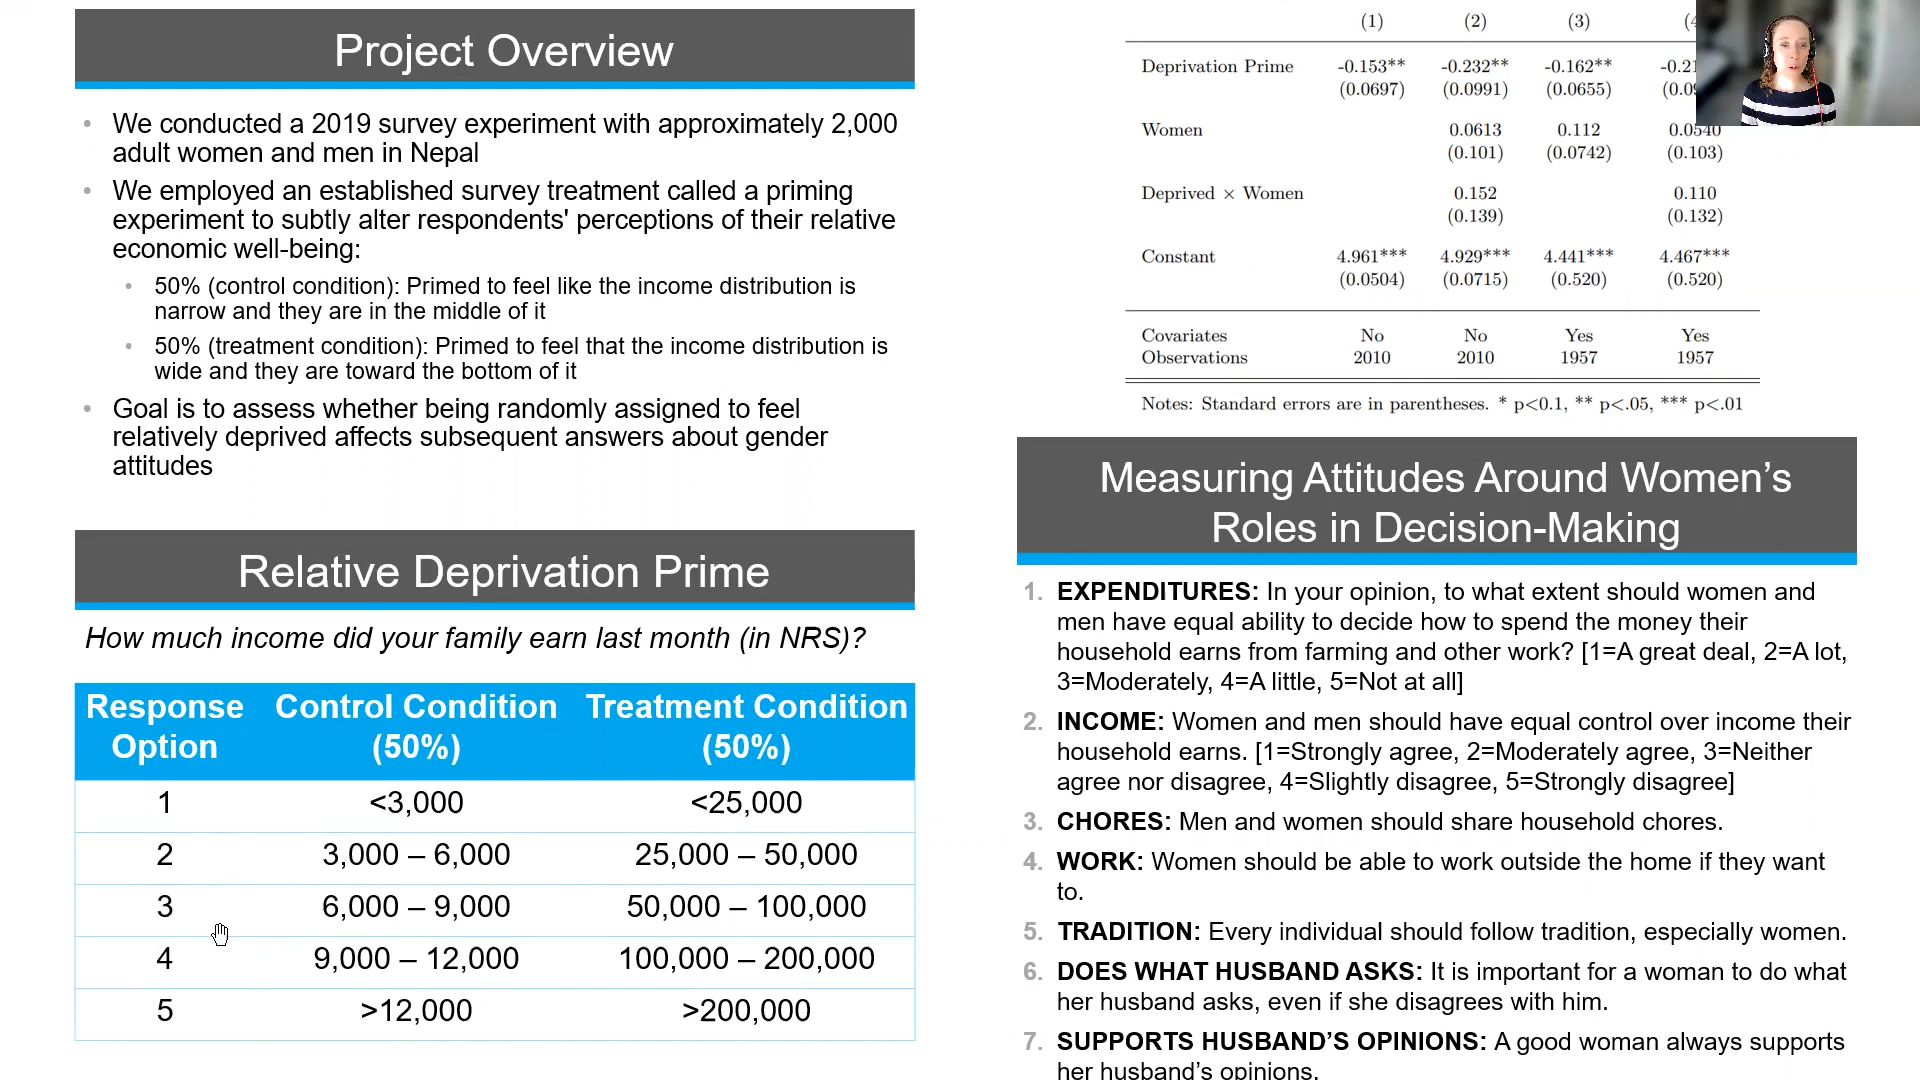 Project Overview
We conducted a 2019 survey experiment with approximately 2,000
adult women and men in Nepal
We employed an established survey treatment called a priming
experiment to subtly alter respondents' perceptions of their relative
economic well-being:
50% (control condition): Primed to feel like the income distribution is
narrow and they are in the middle of it
50% (treatment condition): Primed to feel that the income distribution is
wide and they are toward the bottom of it
Goal is to assess whether being randomly assigned to feel
relatively deprived affects subsequent answers about gender
attitudes
Relative Deprivation Prime
How much income did your family earn last month (in NRS)?
Response Option Control Condition (50%) Treatment Condition (50%)
1 <3,000 <25,000
2 3,000 – 6,000 25,000 – 50,000
3 6,000 – 9,000 50,000 – 100,000
4 9,000 – 12,000 100,000 – 200,000
5 >12,000 >200,000
(1) (2) (3)
Deprivation Prime -0.153** -0.232** -0.162**
(0.0697) (0.0991) (0.0655)
Women 0.0613 0.112 0.0540
(0.101) (0.0742) (0.103)
Deprived × Women 0.152 0.110
(0.139) (0.132)
Constant 4.961*** 4.929*** 4.441*** 4.467***
(0.0504) (0.0715) (0.520) (0.520)
Covariates No No Yes Yes
Observations 2010 2010 1957 1957
Notes: Standard errors are in parentheses. * p<0.1, ** p<.05, *** p<.01
Measuring Attitudes Around Women’s
Roles in Decision-Making
1. EXPENDITURES: In your opinion, to what extent should women and
men have equal ability to decide how to spend the money their
household earns from farming and other work? [1=A great deal, 2=A lot,
3=Moderately, 4=A little, 5=Not at all]
2. INCOME: Women and men should have equal control over income their
household earns. [1=Strongly agree, 2=Moderately agree, 3=Neither
agree nor disagree, 4=Slightly disagree, 5=Strongly disagree]
3. CHORES: Men and women should share household chores.
4. WORK: Women should be able to work outside the home if they want
to.
5. TRADITION: Every individual should follow tradition, especially women.
6. DOES WHAT HUSBAND ASKS: It is important for a woman to do what
her husband asks, even if she disagrees with him.
7. SUPPORTS HUSBAND’S OPINIONS: A good woman always supports
her husband’s opinions.